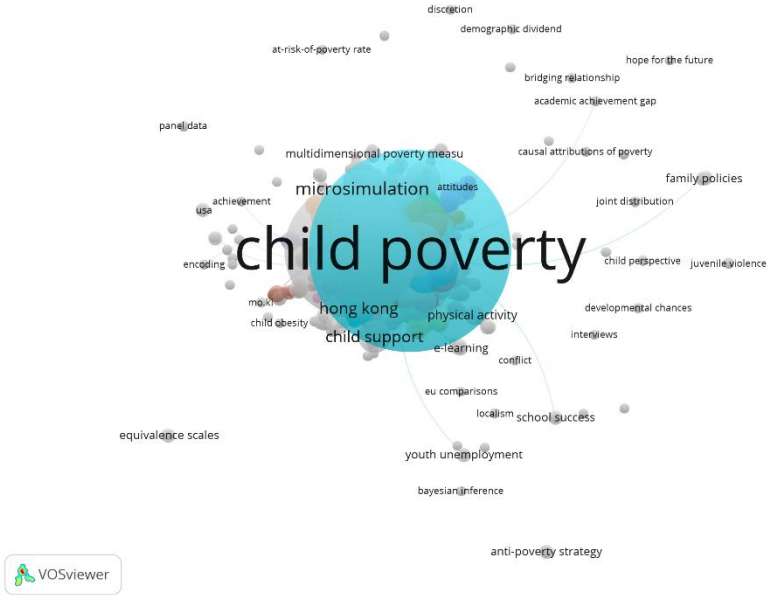 discretion
demographic dividend
at-risk-of-poverty rate
hope for the future
bridging relationship
academic achievement gap
panel data
multidimensional poverty measu
causal attributions of poverty
family policies
microsimulation
attitudes
achievement
usa
joint distribution
child poverty
encoding
child perspective
juvenile violence
mo.ki
hong kong
physical activity
developmental chances
child obesity
child support
interviews
e-learning
conflict
eu comparisons
localism
school success
equivalence scales
youth unemployment
bayesian inference
anti-poverty strategy
VOSviewer